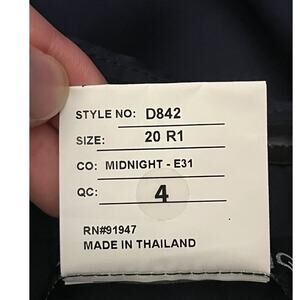 STYLE NO: D842
SIZE: 20 R1
CO: MIDNIGHT - E31
QC: 4
RN#91947
MADE IN THAILAND